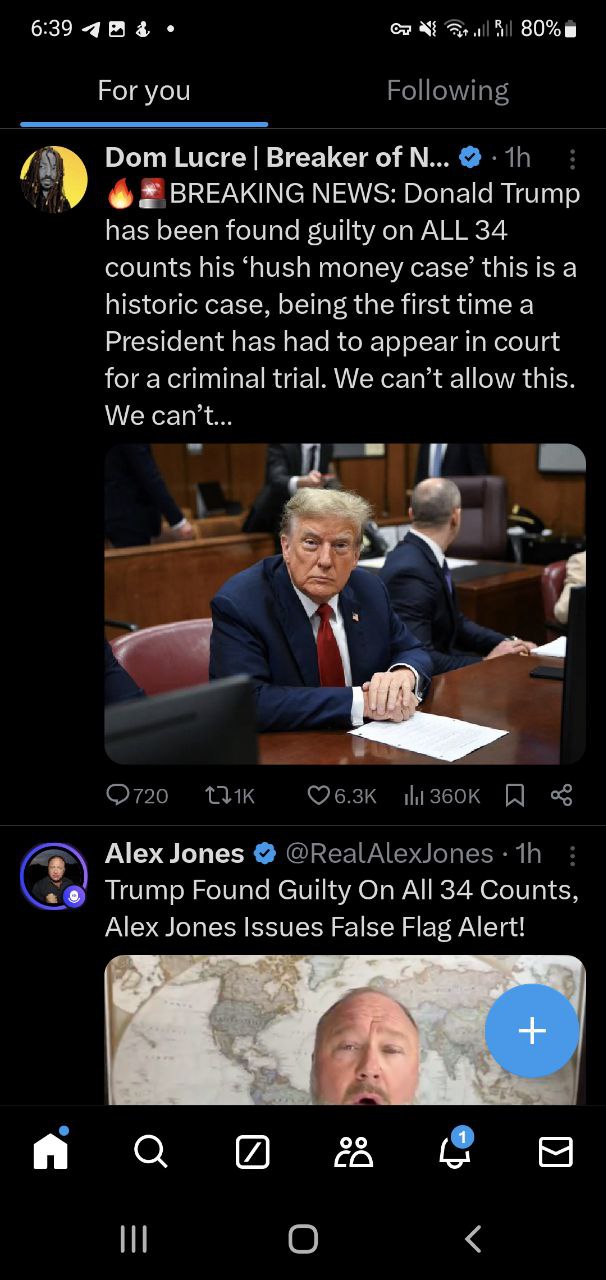 6:39 80%
For you Following
Dom Lucre | Breaker of N... · 1h
🔥🚨BREAKING NEWS: Donald Trump
has been found guilty on ALL 34
counts his ‘hush money case’ this is a
historic case, being the first time a
President has had to appear in court
for a criminal trial. We can’t allow this.
We can’t...
720 1K 6.3K 360K
Alex Jones @RealAlexJones · 1h
Trump Found Guilty On All 34 Counts,
Alex Jones Issues False Flag Alert!
1